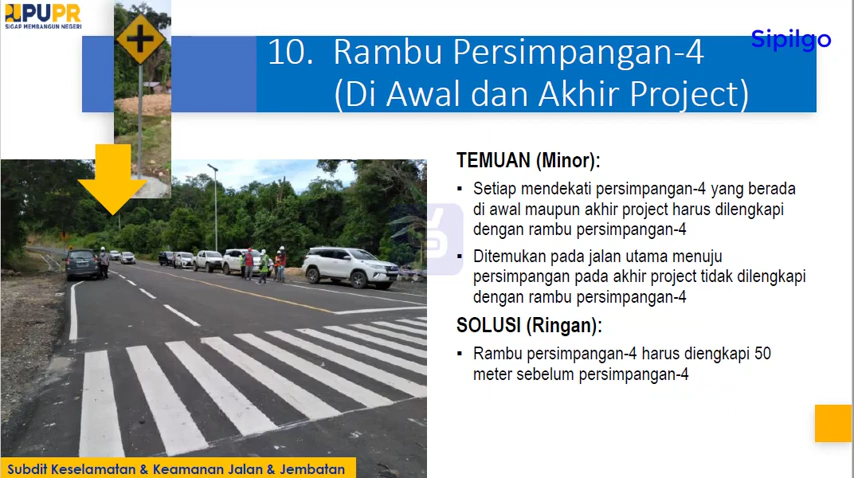 PUPR
SIGAP MEMBANGUN NEGERI
Sipilgo
10. Rambu Persimpangan-4
(Di Awal dan Akhir Project)
TEMUAN (Minor):
▪ Setiap mendekati persimpangan-4 yang berada
di awal maupun akhir project harus dilengkapi
dengan rambu persimpangan-4
▪ Ditemukan pada jalan utama menuju
persimpangan pada akhir project tidak dilengkapi
dengan rambu persimpangan-4
SOLUSI (Ringan):
▪ Rambu persimpangan-4 harus diengkapi 50
meter sebelum persimpangan-4
Subdit Keselamatan & Keamanan Jalan & Jembatan